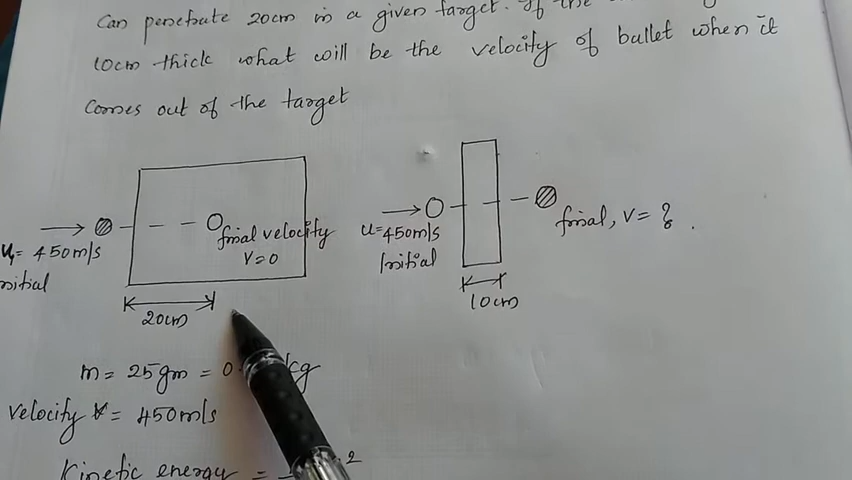 Can penetrate 20cm in a given target. If the
10cm thick what will be the velocity of bullet when it
Comes out of the target
U1= 450m/s
initial
final velocity
V=0
20cm
U=450m/s
Initial
final, V= ?
10cm
m= 25gm = 0 kg
Velocity V= 450m/s
Kinetic energy = 2